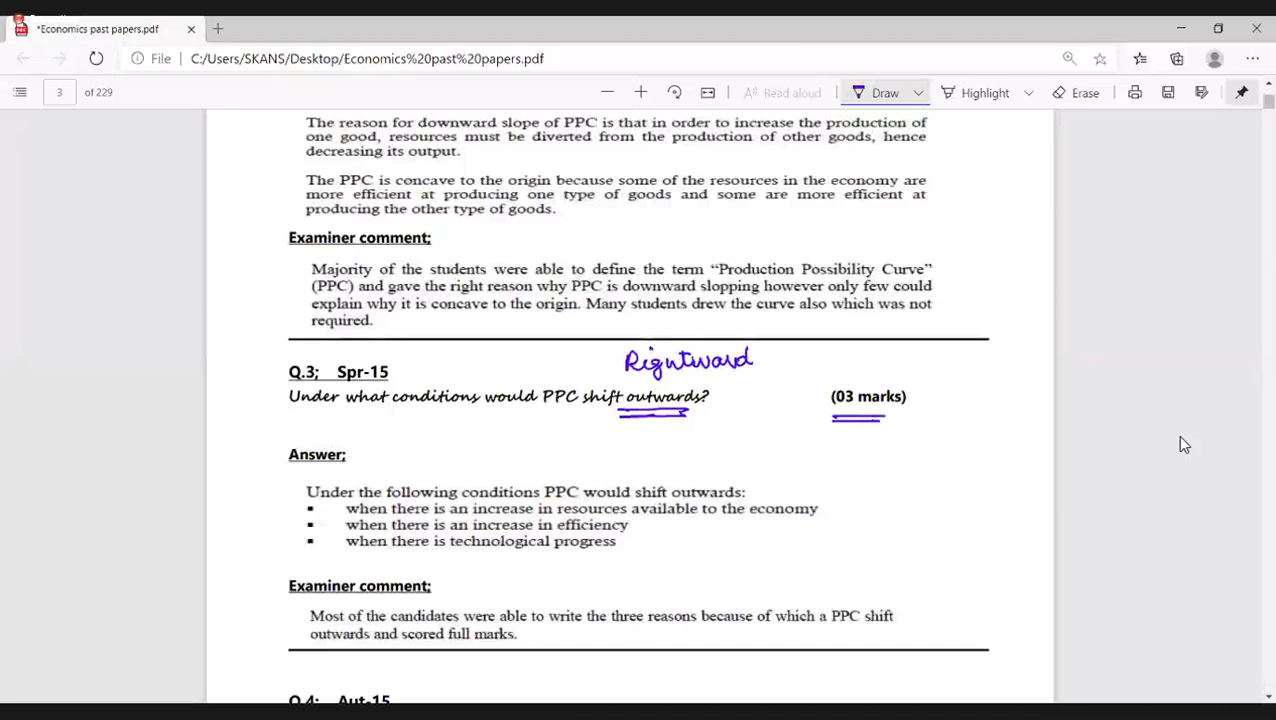 *Economics past papers.pdf
File
C:/Users/SKANS/Desktop/Economics%20past%20papers.pdf
3 of 229
Read aloud
Draw
Highlight
Erase
The reason for downward slope of PPC is that in order to increase the production of
one good, resources must be diverted from the production of other goods, hence
decreasing its output.
The PPC is concave to the origin because some of the resources in the economy are
more efficient at producing one type of goods and some are more efficient at
producing the other type of goods.
Examiner comment;
Majority of the students were able to define the term “Production Possibility Curve”
(PPC) and gave the right reason why PPC is downward slopping however only few could
explain why it is concave to the origin. Many students drew the curve also which was not
required.
Rightward
Q.3; Spr-15
Under what conditions would PPC shift outwards? (03 marks)
Answer;
Under the following conditions PPC would shift outwards:
▪ when there is an increase in resources available to the economy
▪ when there is an increase in efficiency
▪ when there is technological progress
Examiner comment;
Most of the candidates were able to write the three reasons because of which a PPC shift
outwards and scored full marks.
Q.4; Aut-15